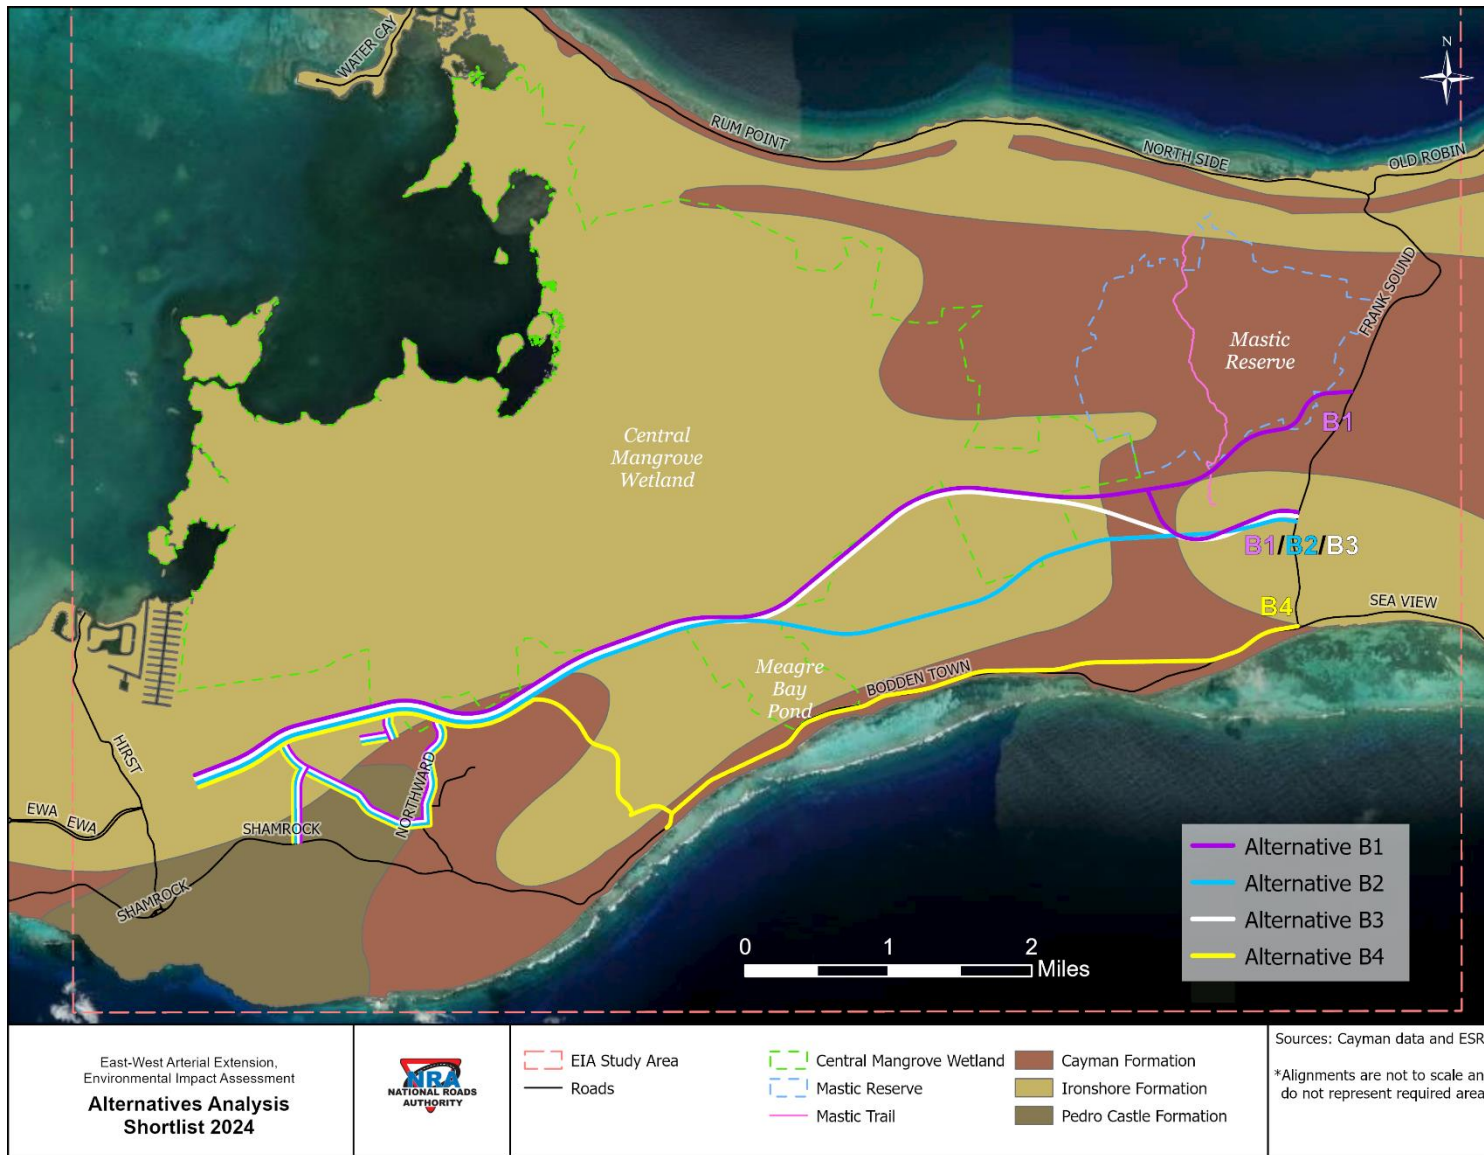 WATER CAY
RUM POINT
NORTH SIDE
OLD ROBIN
N
FRANK SOUND
Mastic
Reserve
B1
Central
Mangrove
Wetland
B1/B2/B3
B4
SEA VIEW
Meagre
Bay
Pond
BODDEN TOWN
HIRST
NORTHWARD
EWA
EWA
SHAMROCK
SHAMROCK
0 1 2
Miles
Alternative B1
Alternative B2
Alternative B3
Alternative B4
East-West Arterial Extension,
Environmental Impact Assessment
Alternatives Analysis
Shortlist 2024
NRA
NATIONAL ROADS
AUTHORITY
EIA Study Area
Roads
Central Mangrove Wetland
Mastic Reserve
Mastic Trail
Cayman Formation
Ironshore Formation
Pedro Castle Formation
Sources: Cayman data and ESR
*Alignments are not to scale an
do not represent required area